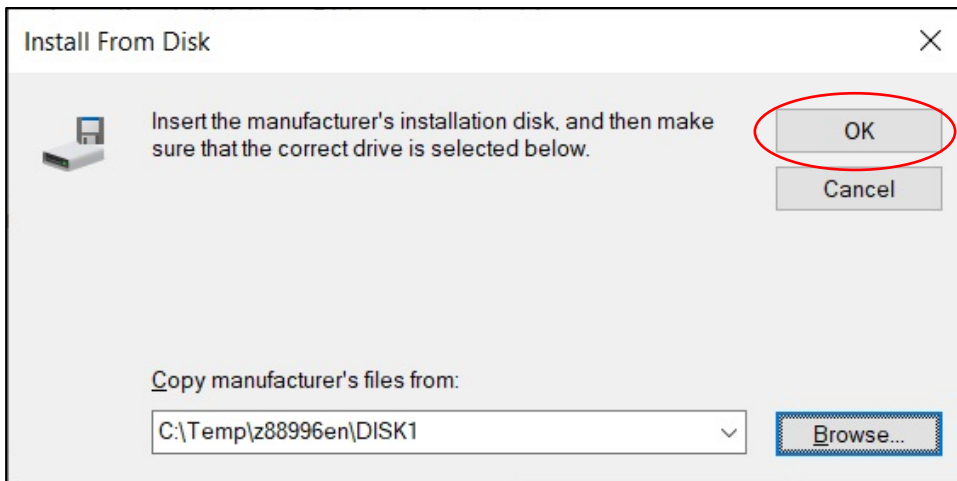 Install From Disk
Insert the manufacturer's installation disk, and then make
sure that the correct drive is selected below.
OK
Cancel
Copy manufacturer's files from:
C:\Temp\z88996en\DISK1
Browse...